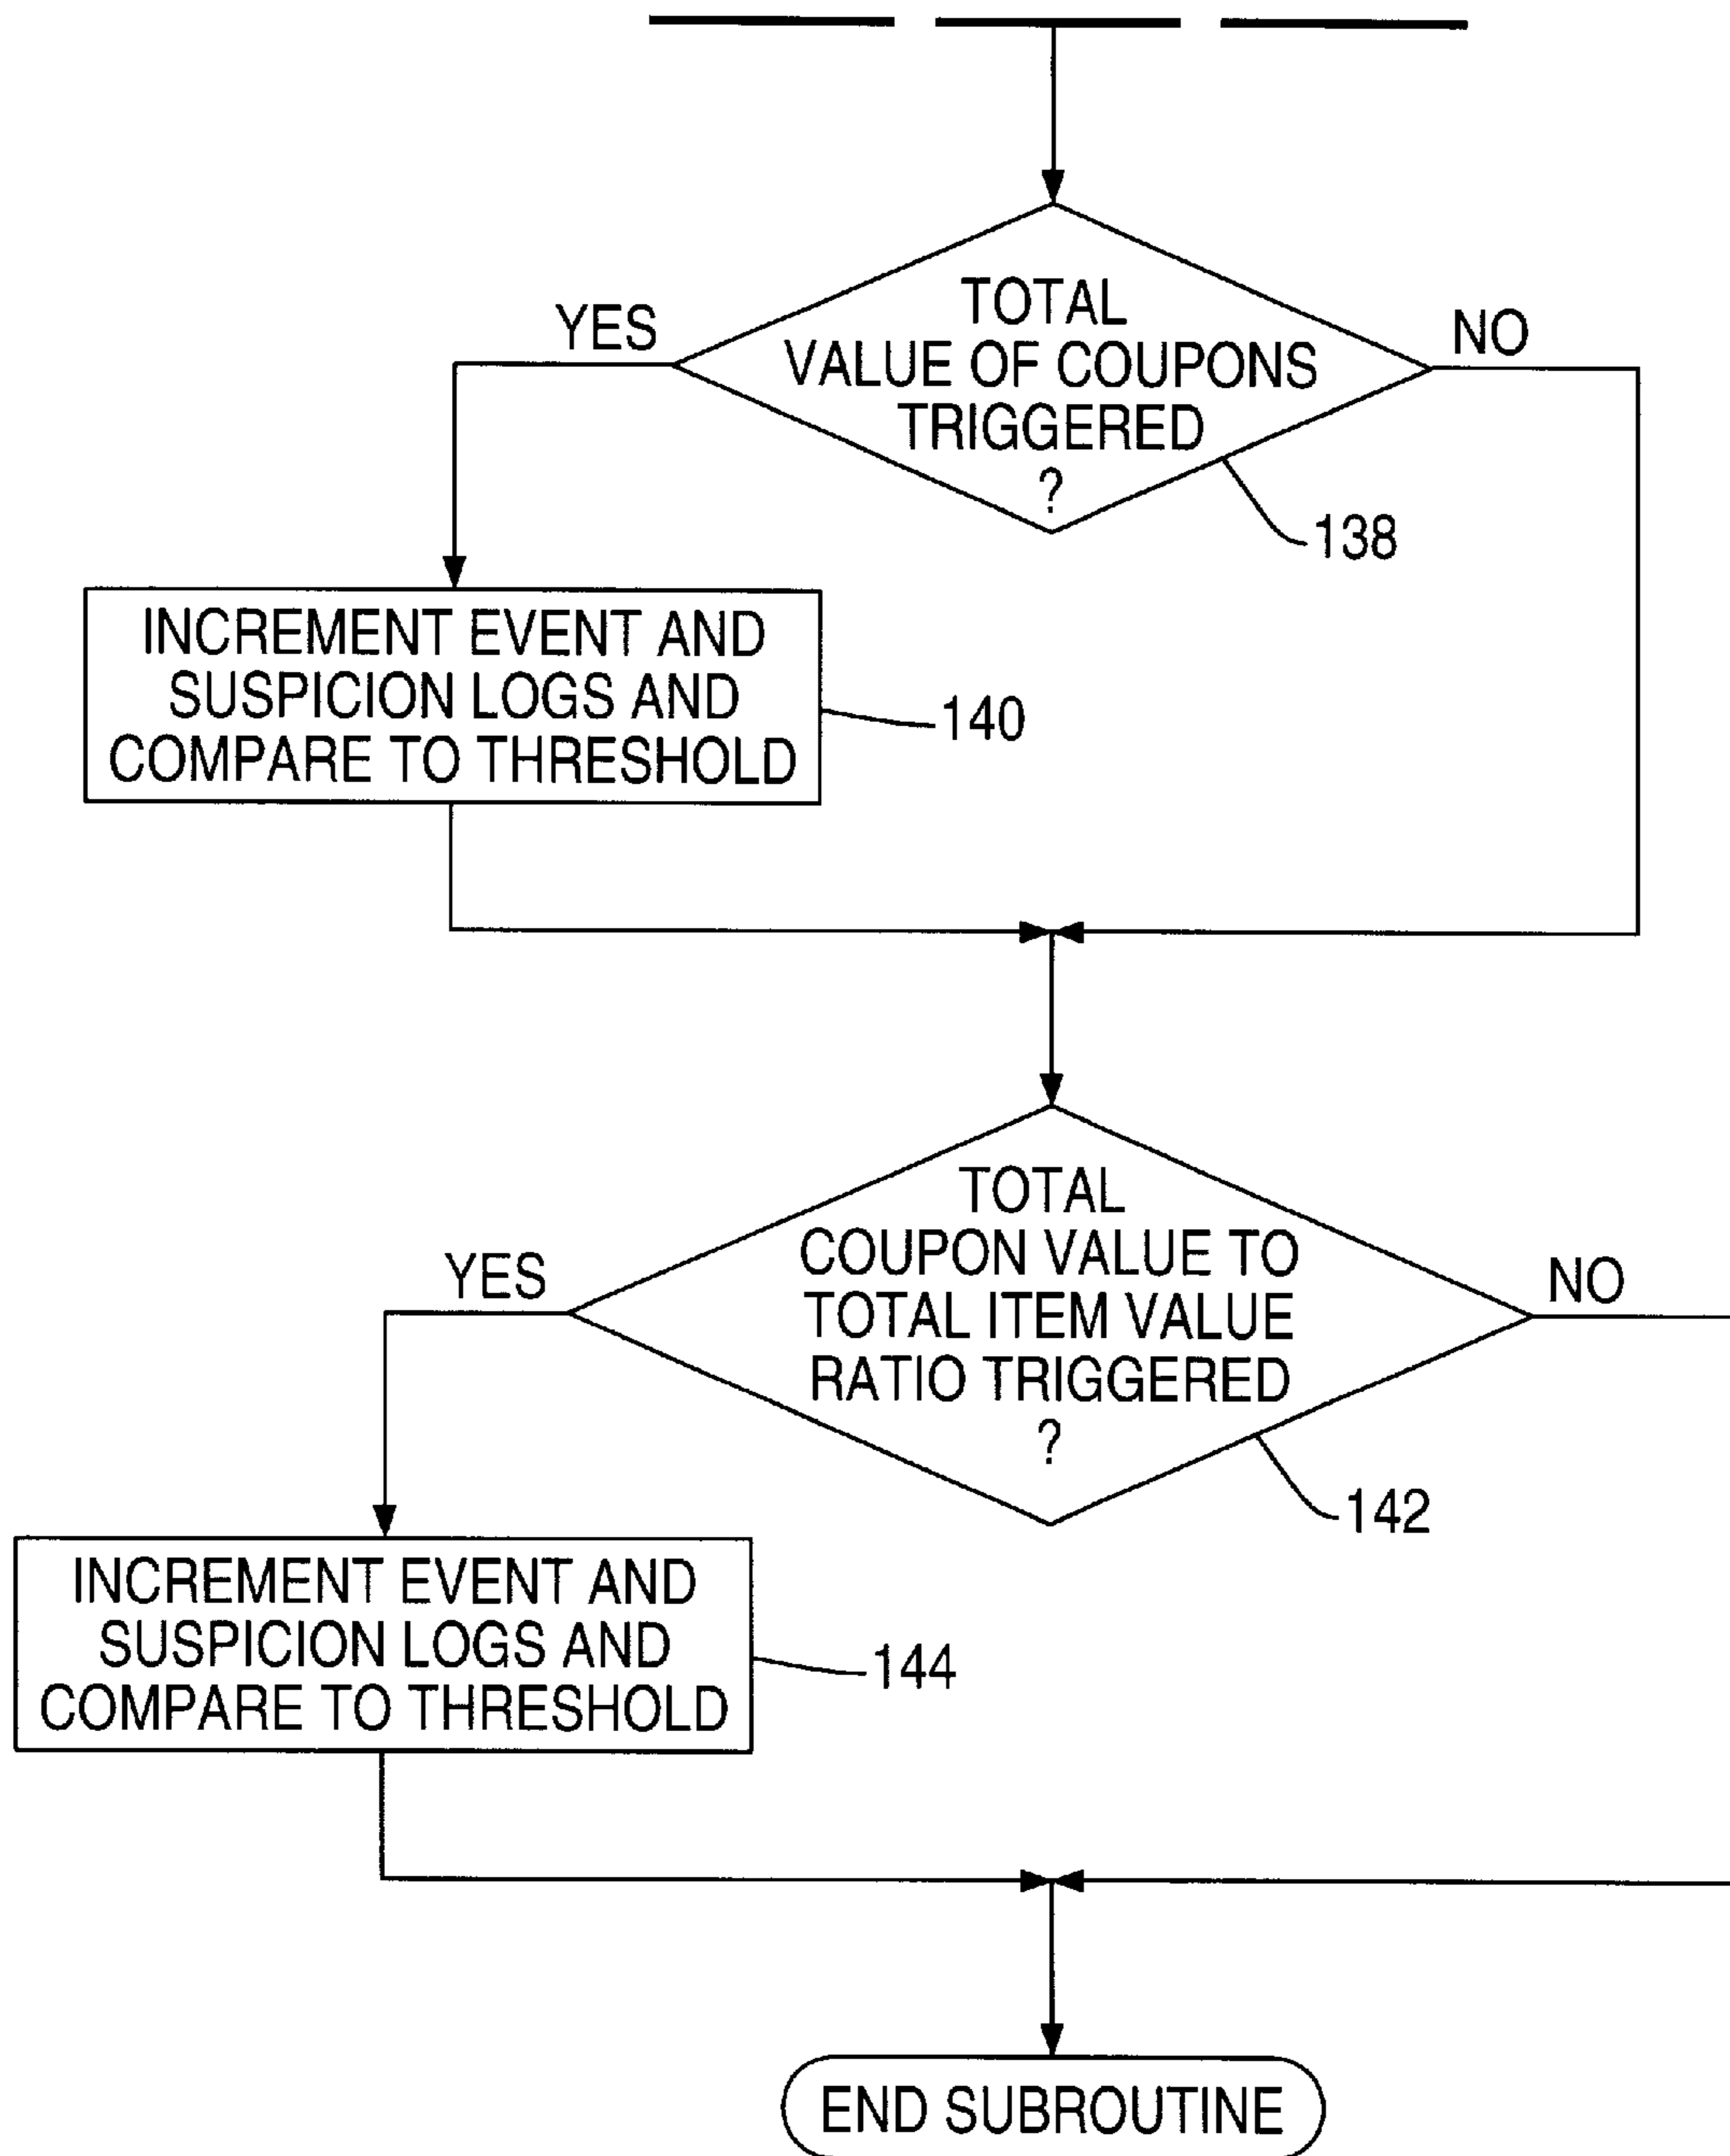 TOTAL
VALUE OF COUPONS
TRIGGERED
?
YES
NO
138
INCREMENT EVENT AND
SUSPICION LOGS AND
COMPARE TO THRESHOLD
140
TOTAL
COUPON VALUE TO
TOTAL ITEM VALUE
RATIO TRIGGERED
?
YES
NO
142
INCREMENT EVENT AND
SUSPICION LOGS AND
COMPARE TO THRESHOLD
144
END SUBROUTINE